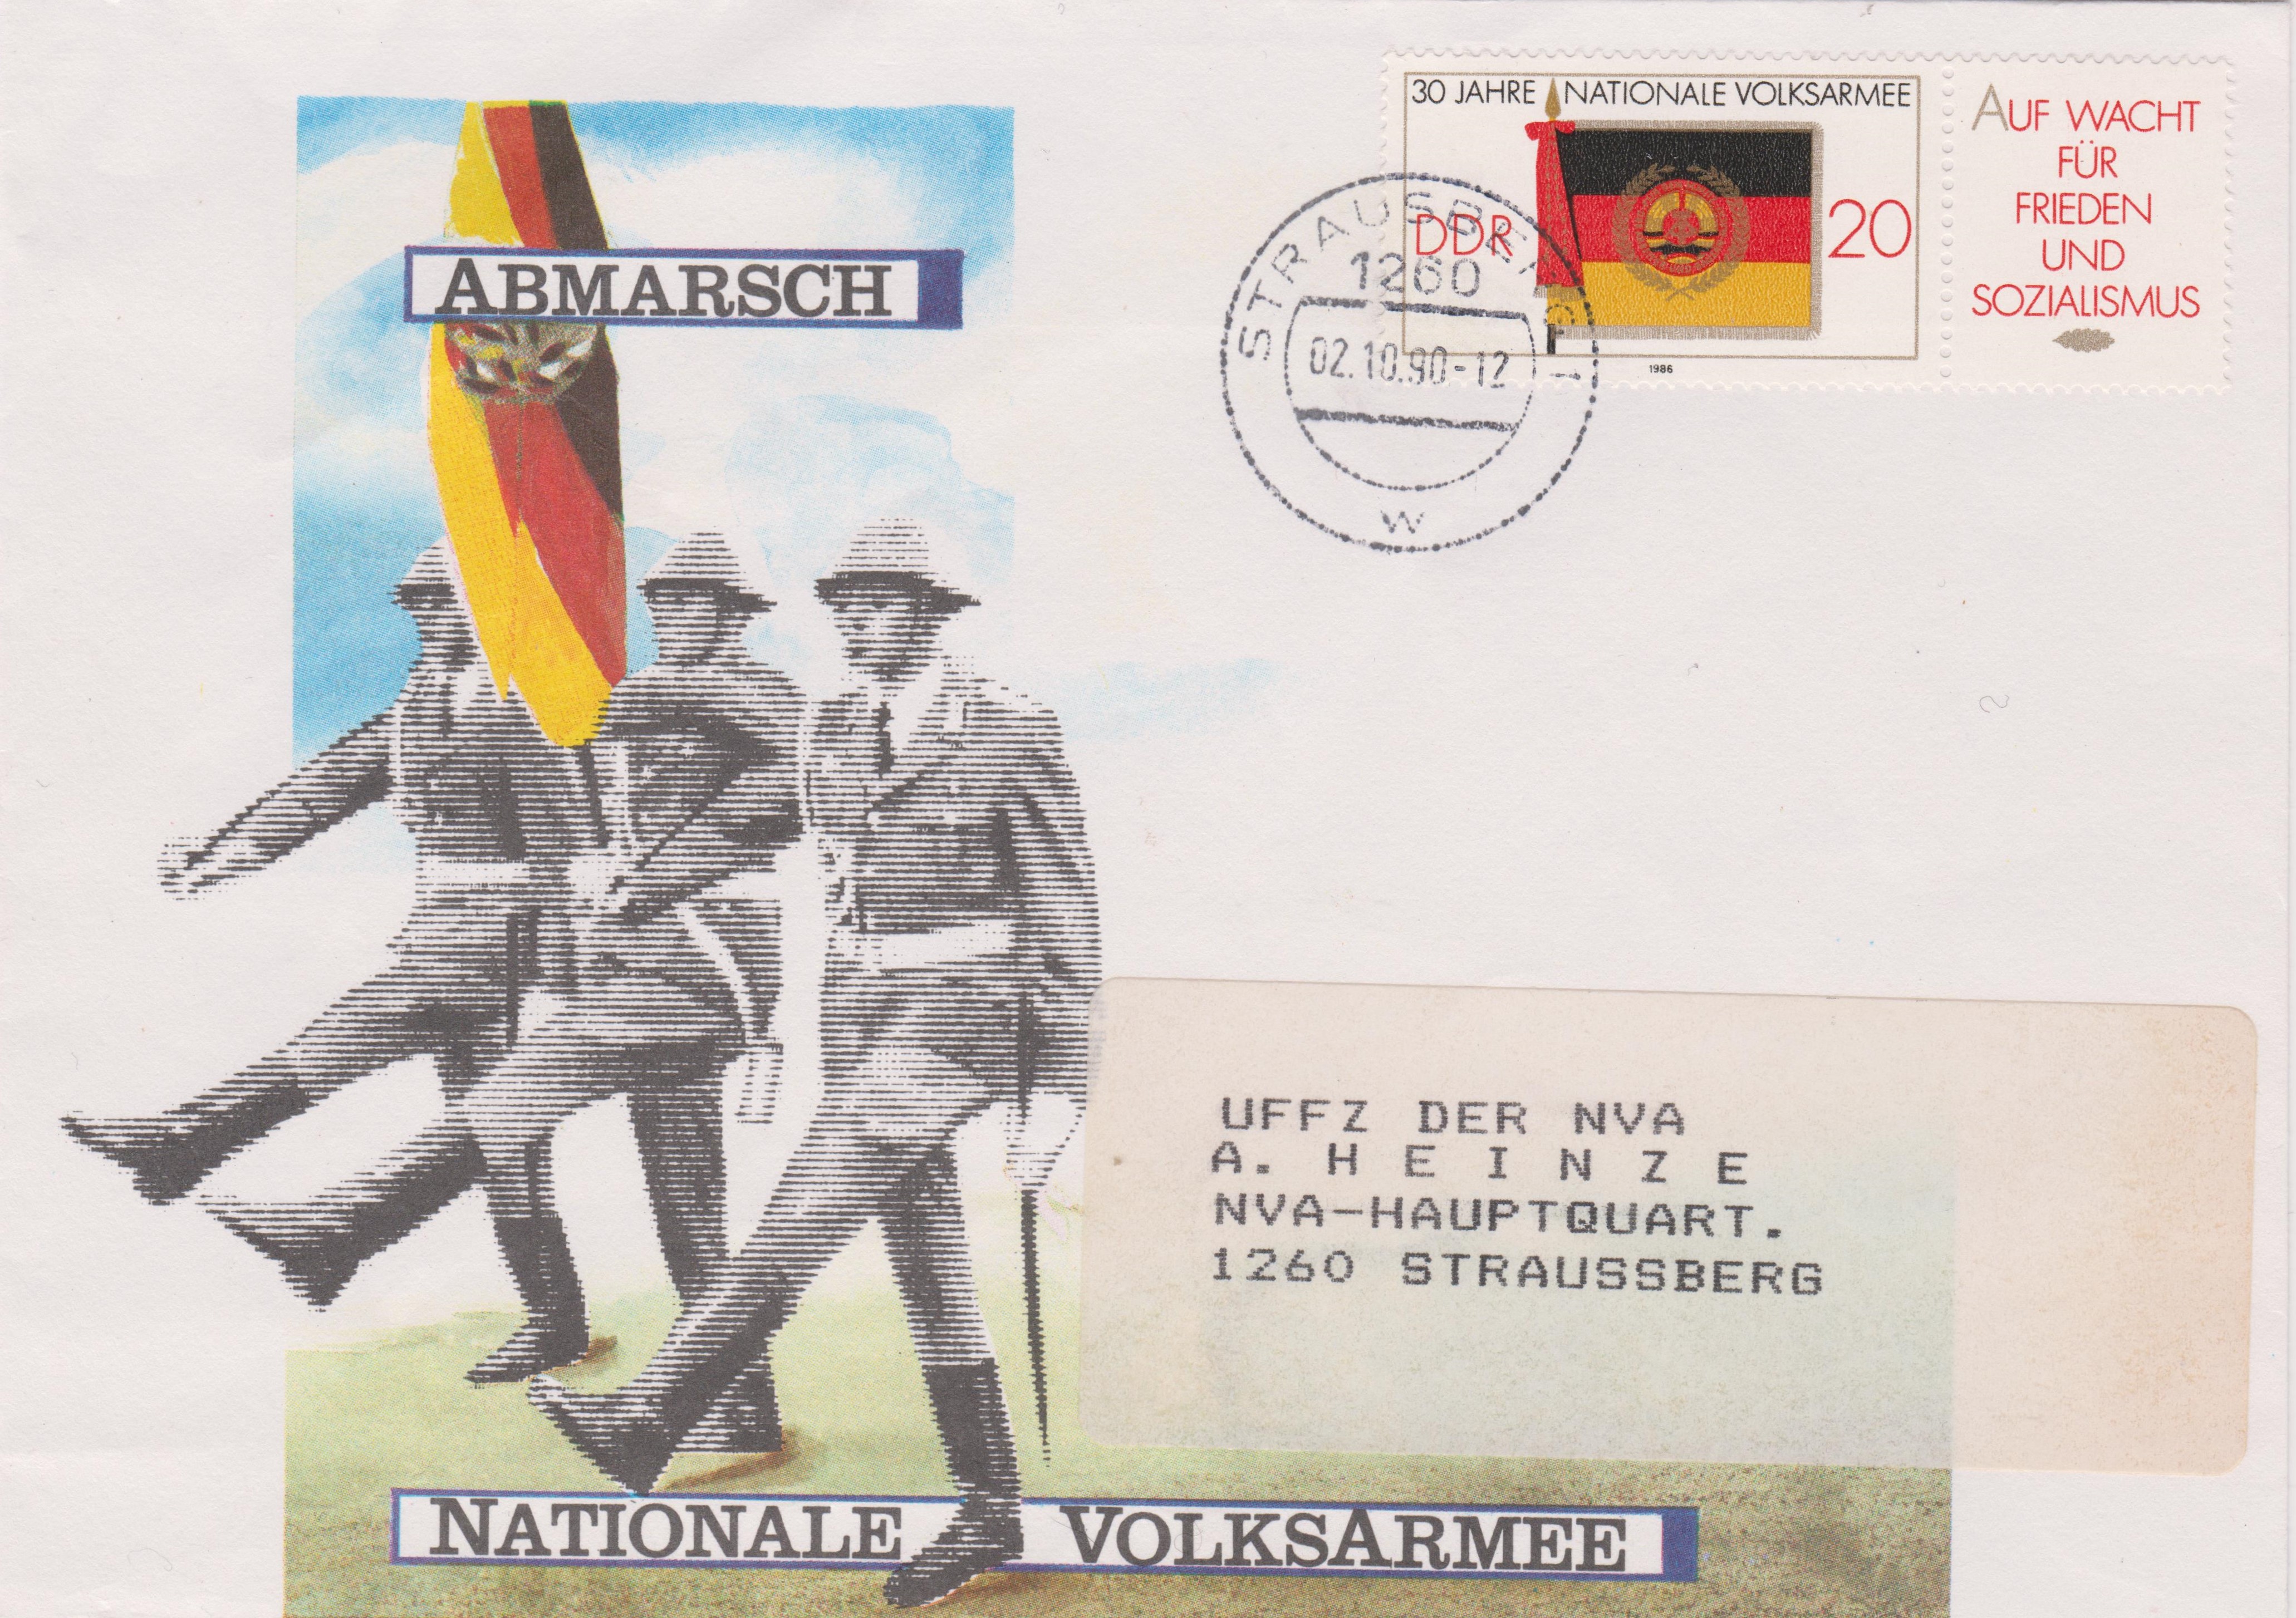 ABMARSCH
30 JAHRE NATIONALE VOLKSARMEE
DDR
20
1986
AUF WACHT
FÜR
FRIEDEN
UND
SOZIALISMUS
STRAUSBERG 1
1260
02.10.90-12
W
UFFZ DER NVA
A. H E I N Z E
NVA-HAUPTQUART.
1260 STRAUSSBERG
NATIONALE VOLKSARMEE